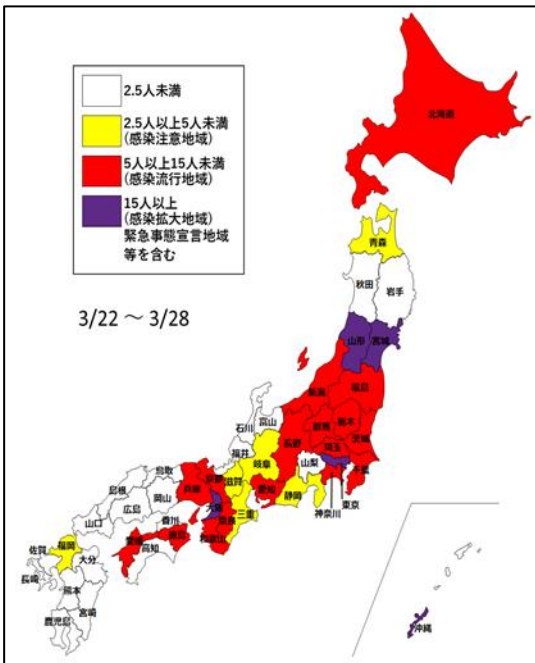 2.5人未満
2.5人以上5人未満
(感染注意地域)
5人以上15人未満
(感染流行地域)
15人以上
(感染拡大地域)
緊急事態宣言地域
等を含む
3/22 ～ 3/28
北海道
青森
秋田
岩手
山形
宮城
新潟
福島
群馬
栃木
茨城
埼玉
千葉
東京
神奈川
山梨
長野
石川
富山
福井
岐阜
静岡
愛知
三重
滋賀
京都
兵庫
大阪
奈良
和歌山
鳥取
島根
岡山
広島
山口
香川
徳島
愛媛
高知
福岡
佐賀
長崎
大分
熊本
宮崎
鹿児島
沖縄